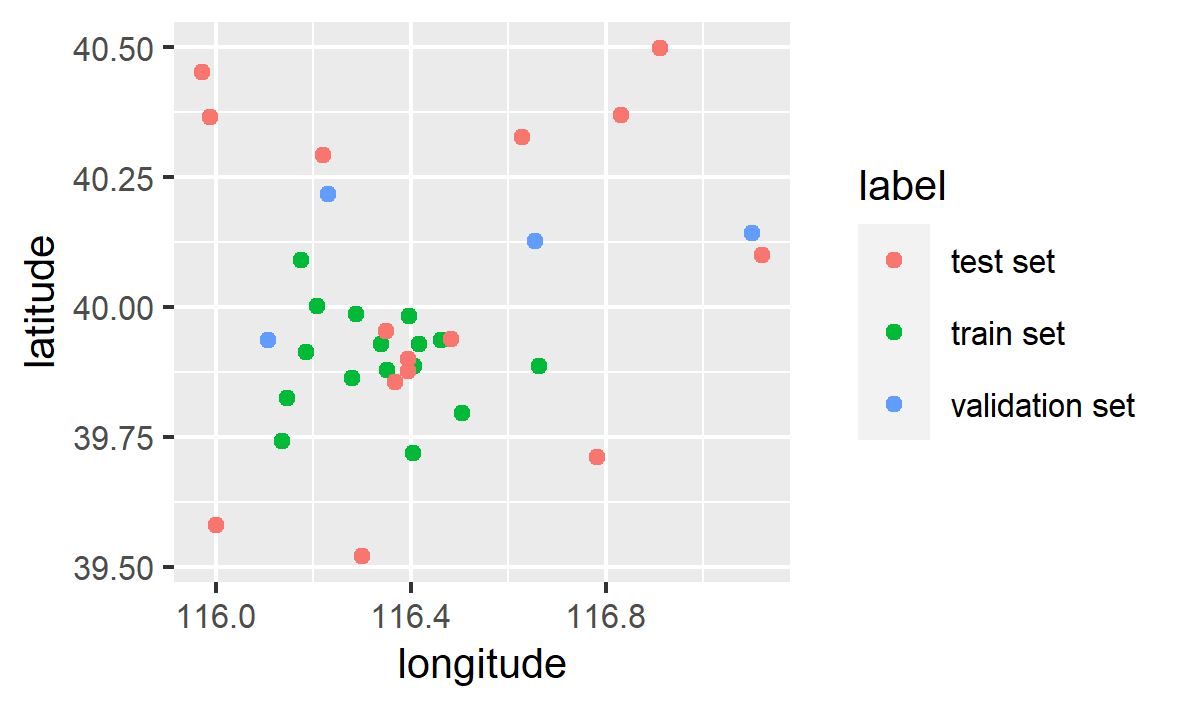 40.50
40.25
40.00
39.75
39.50
latitude
116.0
116.4
116.8
longitude
label
test set
train set
validation set